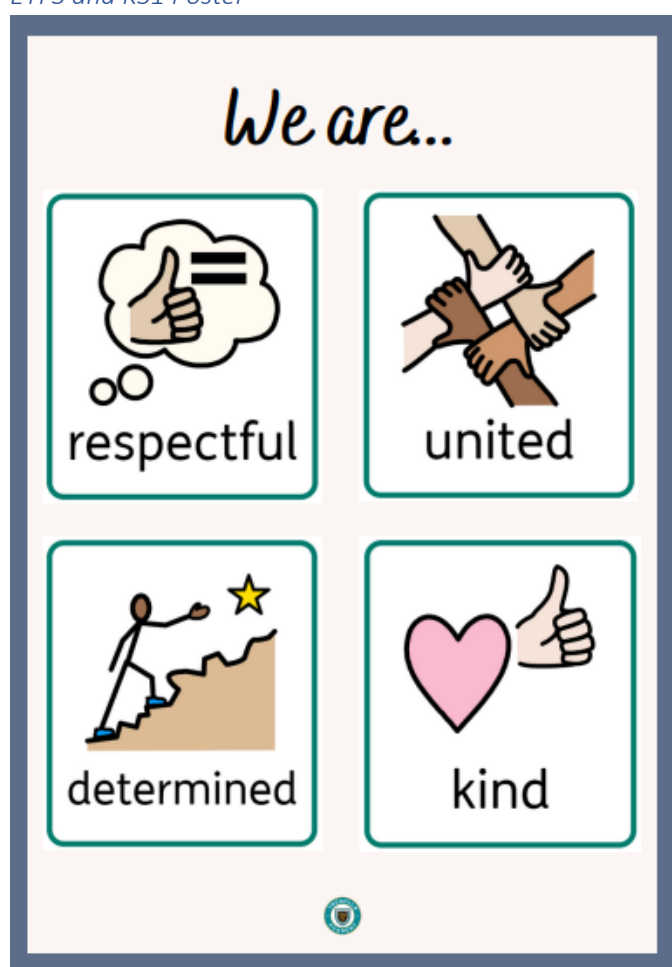 EYFS and KS1 Poster
We are...
respectful
united
determined
kind